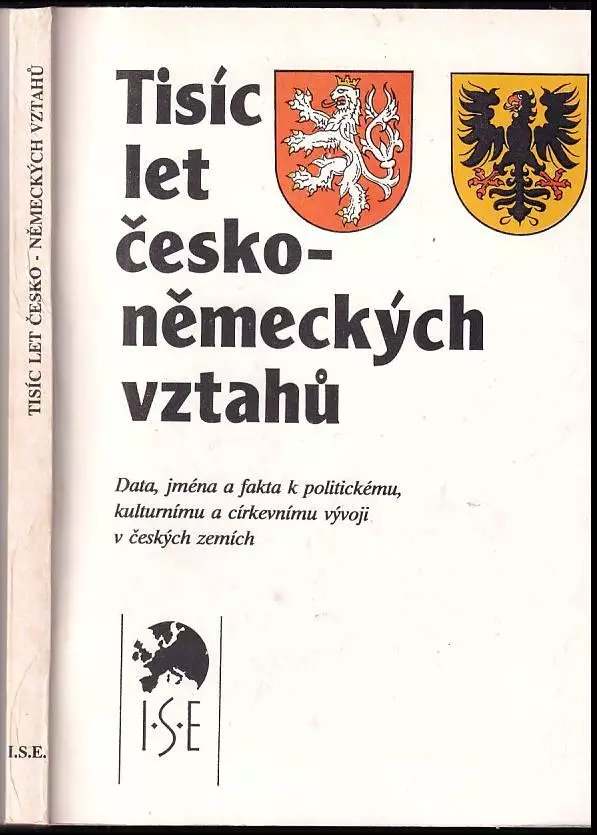 TISÍC LET ČESKO - NĚMECKÝCH VZTAHŮ
I.S.E.
Tisíc
let
česko-
německých
vztahů
Data, jména a fakta k politickému,
kulturnímu a církevnímu vývoji
v českých zemích
I·S·E